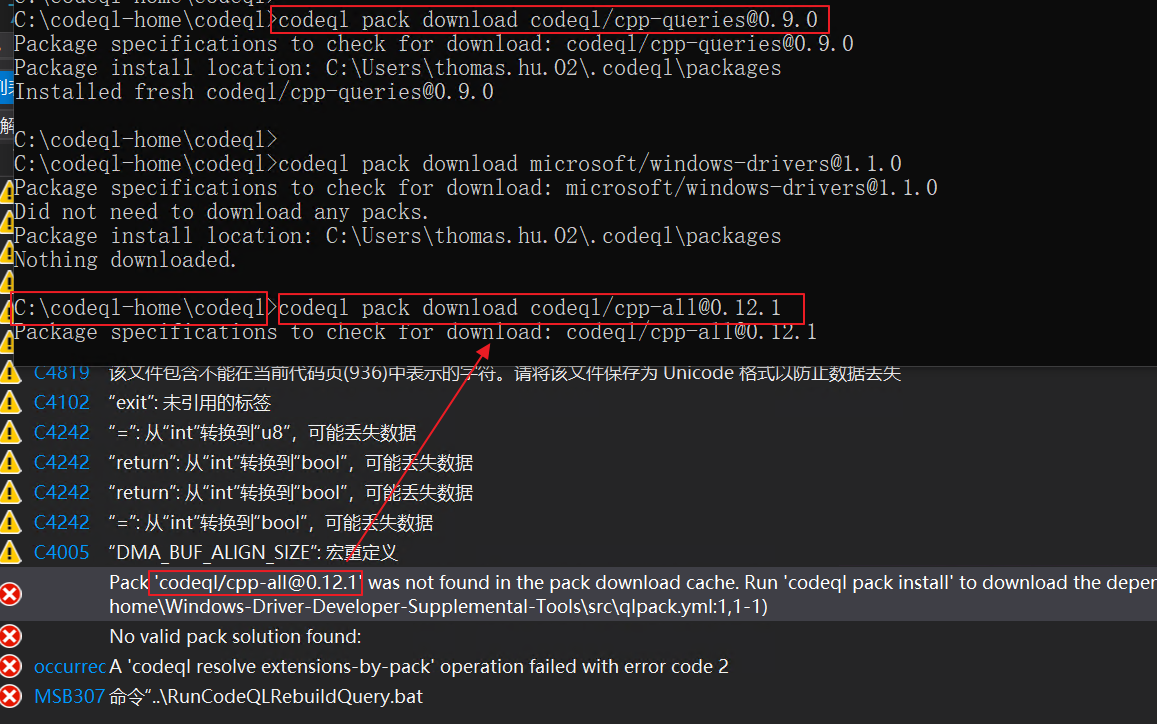 C:\codeql-home\codeql>codeql pack download codeql/cpp-queries@0.9.0
Package specifications to check for download: codeql/cpp-queries@0.9.0
Package install location: C:\Users\thomas.hu.02\.codeql\packages
Installed fresh codeql/cpp-queries@0.9.0
C:\codeql-home\codeql>
C:\codeql-home\codeql>codeql pack download microsoft/windows-drivers@1.1.0
Package specifications to check for download: microsoft/windows-drivers@1.1.0
Did not need to download any packs.
Package install location: C:\Users\thomas.hu.02\.codeql\packages
Nothing downloaded.
C:\codeql-home\codeql>codeql pack download codeql/cpp-all@0.12.1
Package specifications to check for download: codeql/cpp-all@0.12.1
C4819 该文件包含不能在当前代码页(936)中表示的字符。请将该文件保存为 Unicode 格式以防止数据丢失
C4102 “exit”: 未引用的标签
C4242 “=”: 从“int”转换到“u8”，可能丢失数据
C4242 “return”: 从“int”转换到“bool”，可能丢失数据
C4242 “return”: 从“int”转换到“bool”，可能丢失数据
C4242 “=”: 从“int”转换到“bool”，可能丢失数据
C4005 “DMA_BUF_ALIGN_SIZE”: 宏重定义
Pack 'codeql/cpp-all@0.12.1' was not found in the pack download cache. Run 'codeql pack install' to download the deper
home\Windows-Driver-Developer-Supplemental-Tools\src\qlpack.yml:1,1-1)
No valid pack solution found:
occurrec A 'codeql resolve extensions-by-pack' operation failed with error code 2
MSB307 命令“..\RunCodeQLRebuildQuery.bat